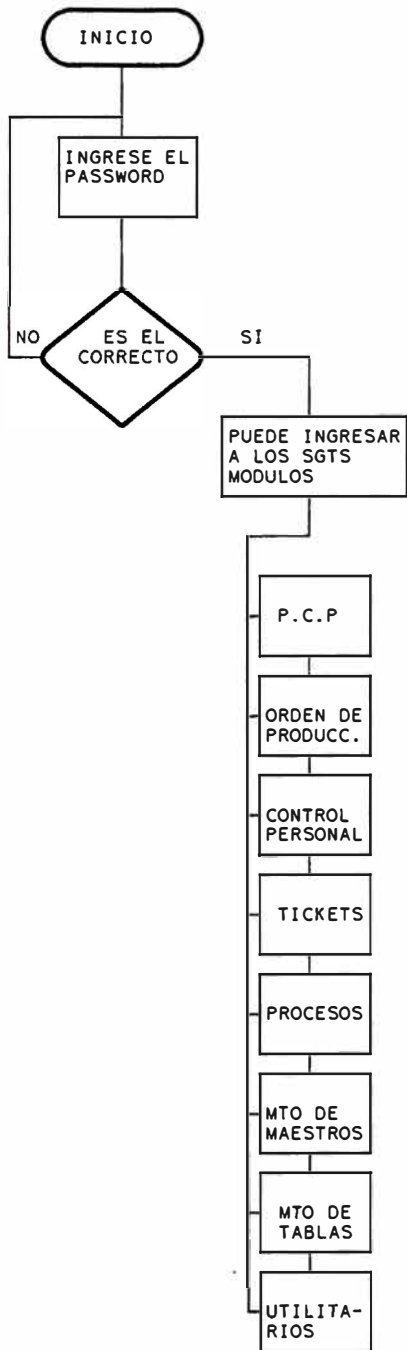 INICIO
INGRESE EL
PASSWORD
NO
ES EL
CORRECTO
SI
PUEDE INGRESAR
A LOS SGTS
MODULOS
P.C.P
ORDEN DE
PRODUCC.
CONTROL
PERSONAL
TICKETS
PROCESOS
MTO DE
MAESTROS
MTO DE
TABLAS
UTILITA-
RIOS